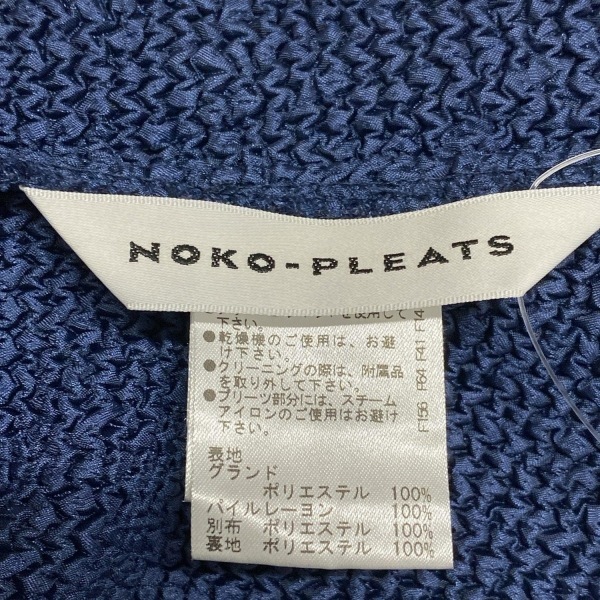 NOKO-PLEATS
を使用して
下さい。
●乾燥機のご使用は、お避
け下さい。
●クリーニングの際は、附属品
を取り外して下さい。
●プリーツ部分には、スチーム
アイロンのご使用はお避け
下さい。
表地
グランド
ポリエステル 100%
パイルレーヨン 100%
別布 ポリエステル 100%
裏地 ポリエステル 100%